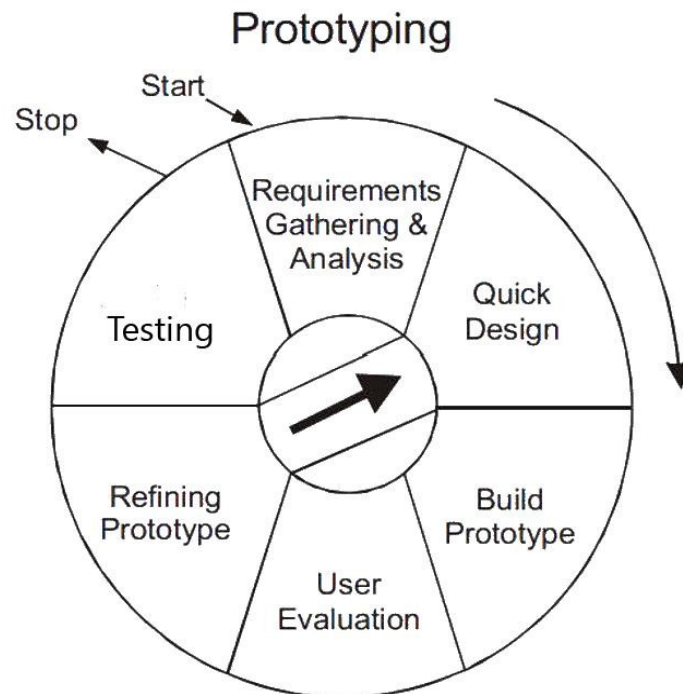 Prototyping
Start
Stop
Requirements
Gathering &
Analysis
Quick
Design
Build
Prototype
User
Evaluation
Refining
Prototype
Testing